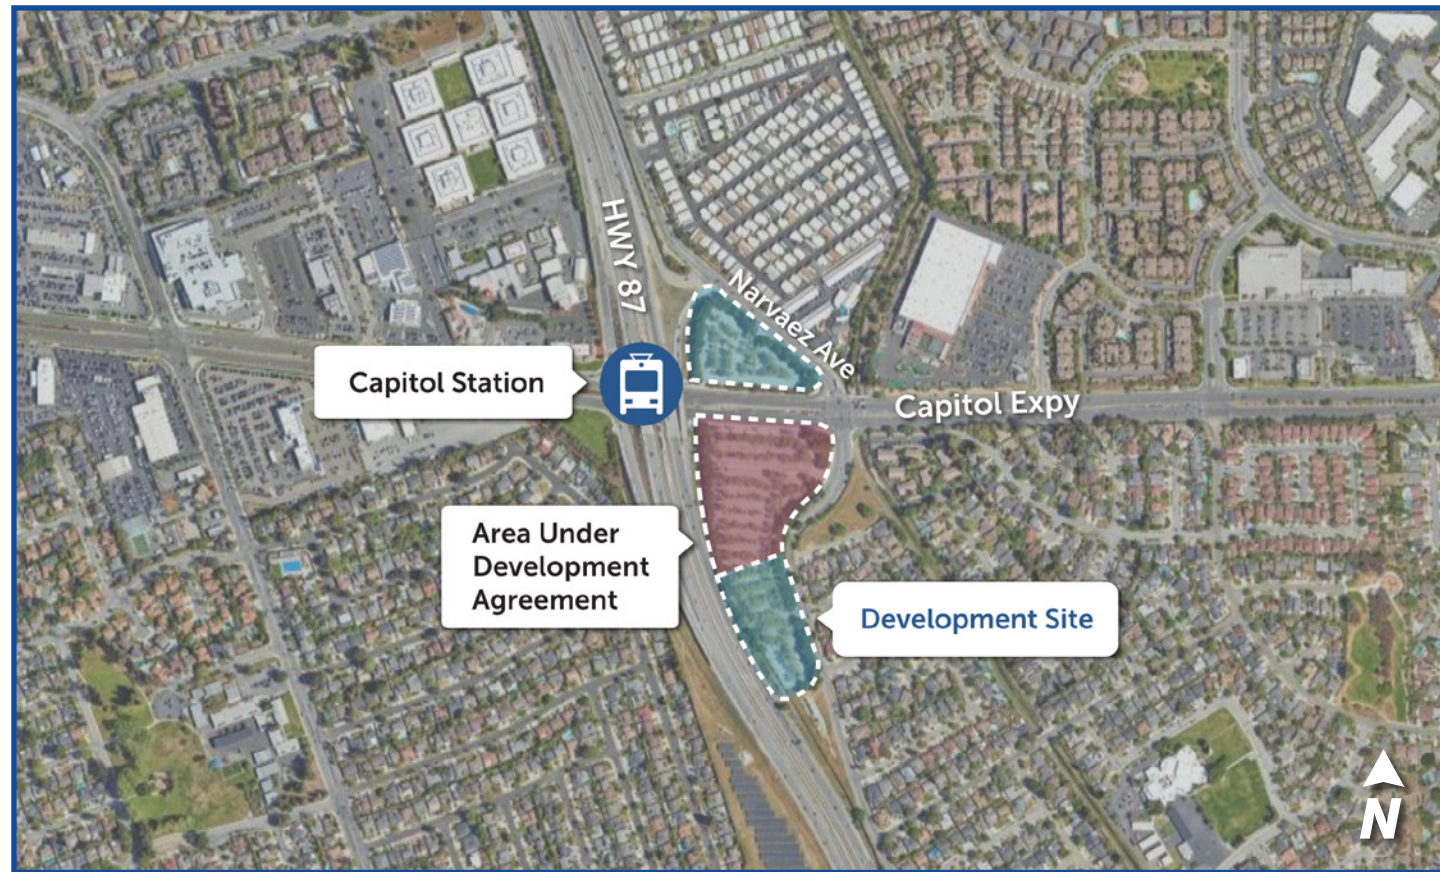 HWY 87
Narvaez Ave
Capitol Station
Capitol Expy
Area Under
Development
Agreement
Development Site
N